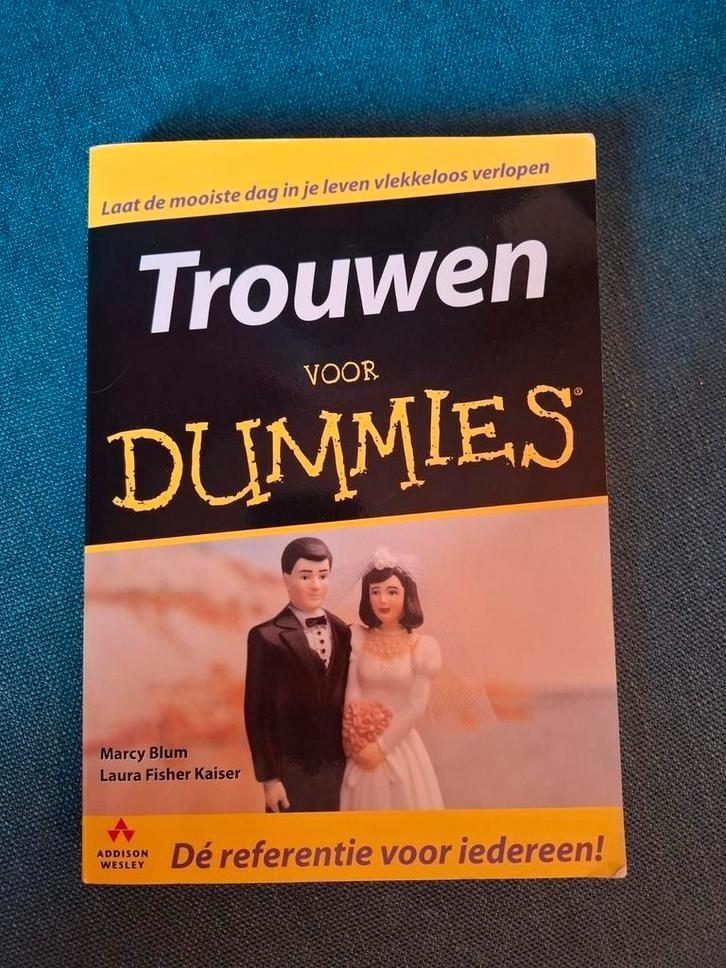 Laat de mooiste dag in je leven vlekkeloos verlopen
Trouwen
VOOR
DUMMIES®
Marcy Blum
Laura Fisher Kaiser
ADDISON
WESLEY
Dé referentie voor iedereen!